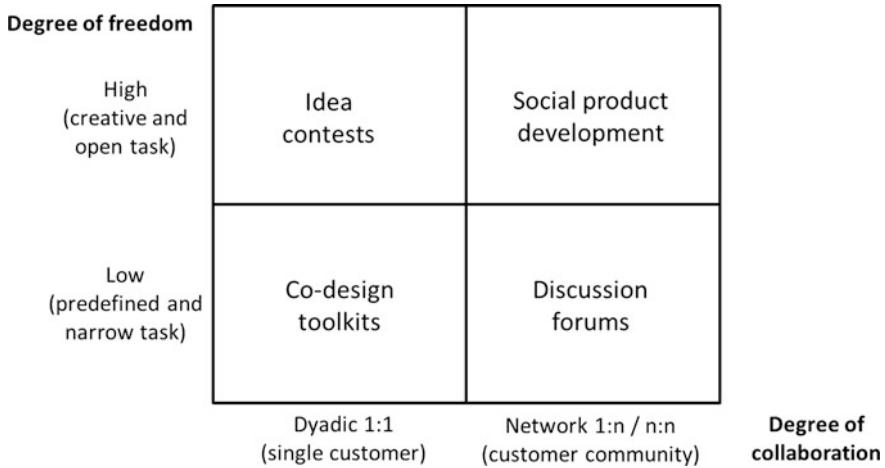 Degree of freedom
High
(creative and
open task)
Idea
contests
Social product
development
Low
(predefined and
narrow task)
Co-design
toolkits
Discussion
forums
Dyadic 1:1
(single customer)
Network 1:n / n:n
(customer community)
Degree of
collaboration